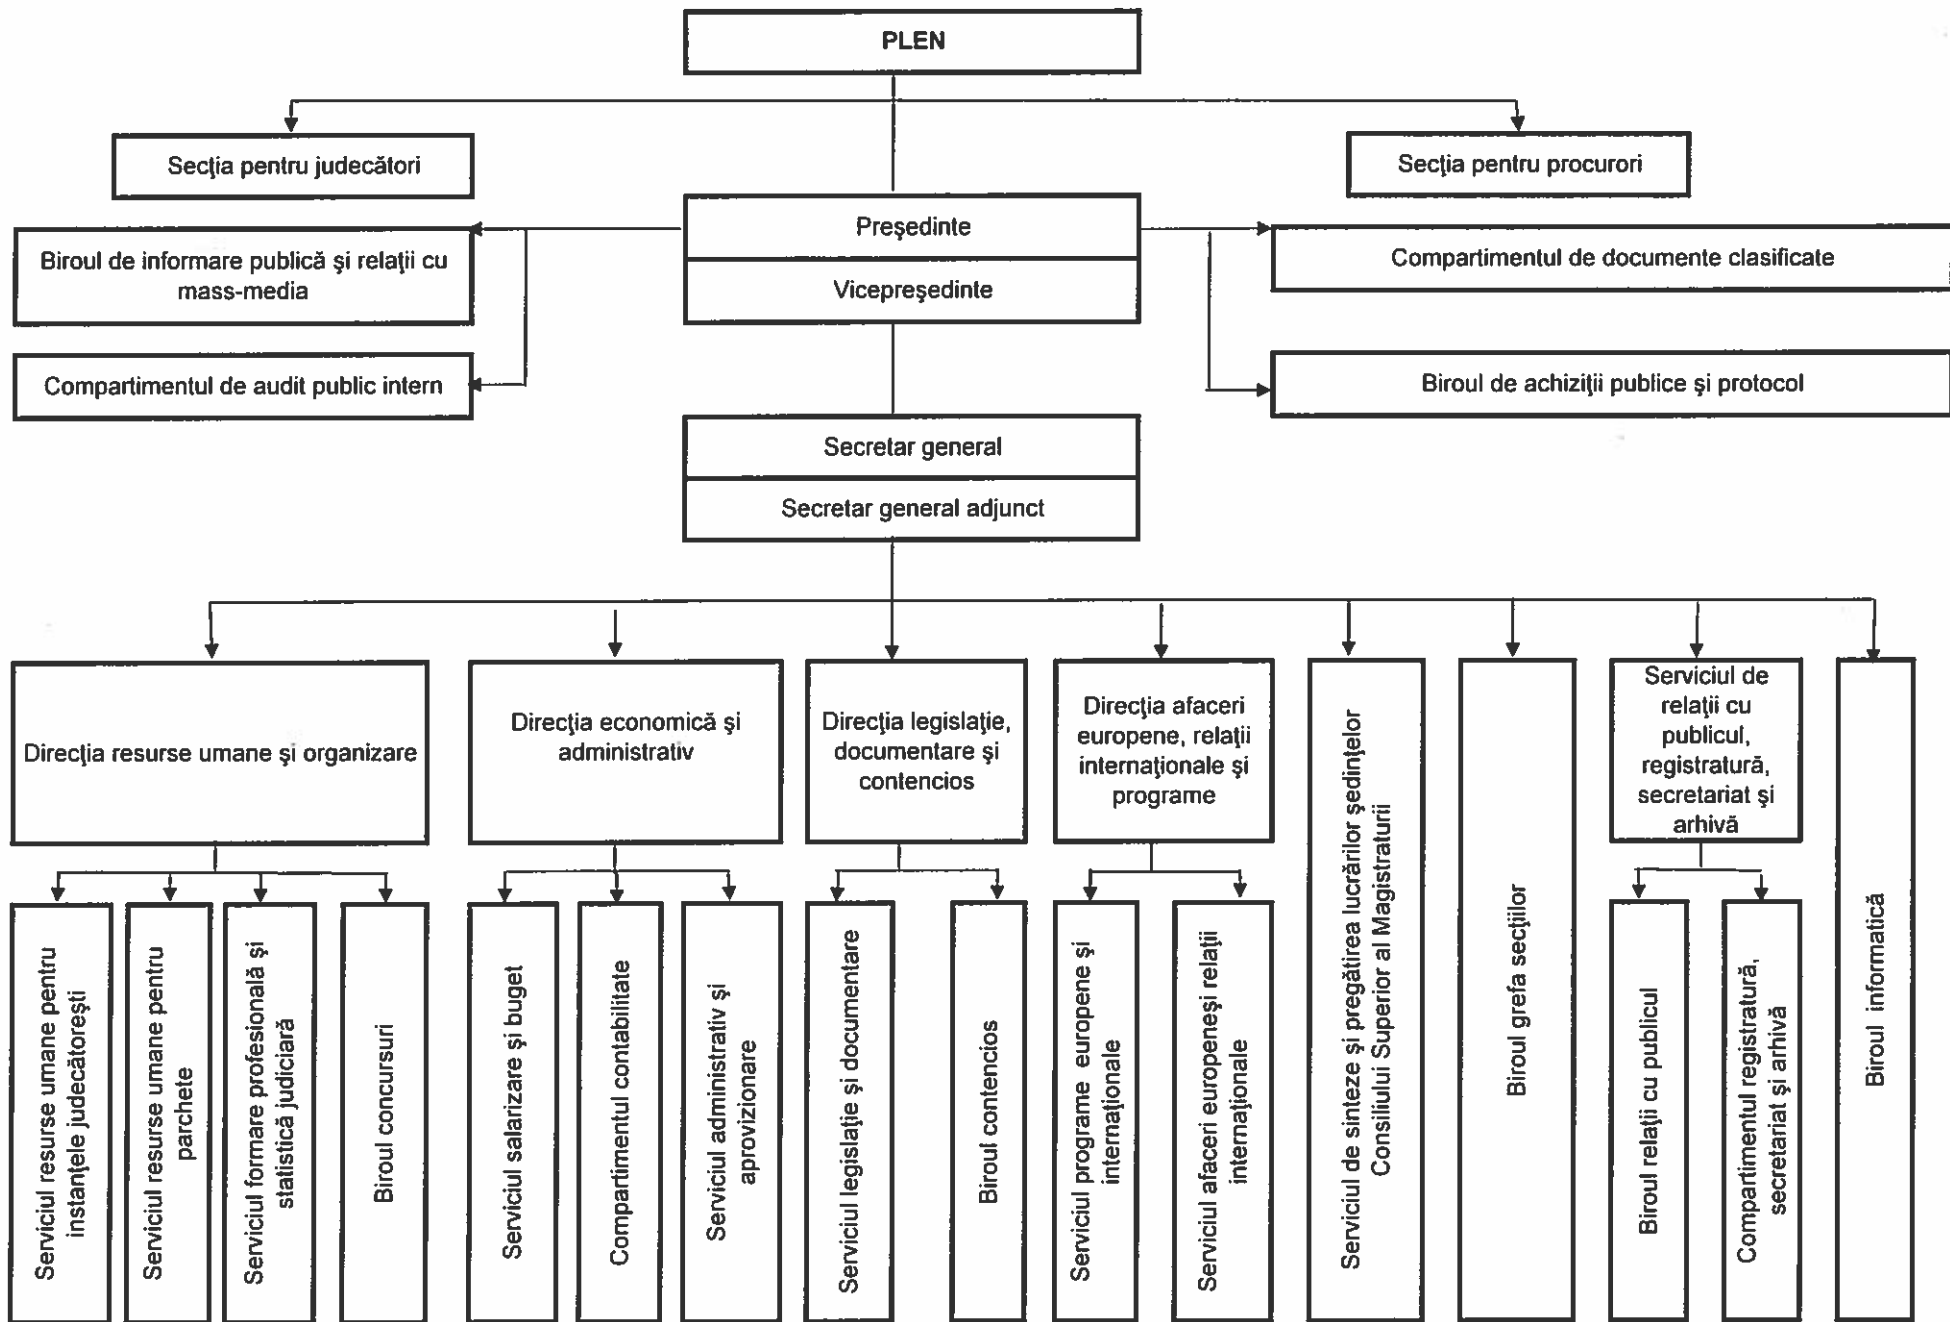 PLEN
Secţia pentru judecători
Secţia pentru procurori
Preşedinte
Vicepreşedinte
Biroul de informare publică şi relaţii cu
mass-media
Compartimentul de documente clasificate
Compartimentul de audit public intern
Biroul de achiziţii publice şi protocol
Secretar general
Secretar general adjunct
Direcţia resurse umane şi organizare
Direcţia economică şi
administrativ
Direcţia legislaţie,
documentare şi
contencios
Direcţia afaceri
europene, relaţii
internaţionale şi
programe
Serviciul de sinteze şi pregătirea lucrărilor şedinţelor
Consiliului Superior al Magistraturii
Biroul grefa secţiilor
Serviciul de
relaţii cu
publicul,
registratură,
secretariat şi
arhivă
Biroul informatică
Serviciul resurse umane pentru
instanţele judecătoreşti
Serviciul resurse umane pentru
parchete
Serviciul formare profesională şi
statistică judiciară
Biroul concursuri
Serviciul salarizare şi buget
Compartimentul contabilitate
Serviciul administrativ şi
aprovizionare
Serviciul legislaţie şi documentare
Biroul contencios
Serviciul programe europene şi
internaţionale
Serviciul afaceri europeneşi relaţii
internaţionale
Biroul relaţii cu publicul
Compartimentul registratură,
secretariat şi arhivă